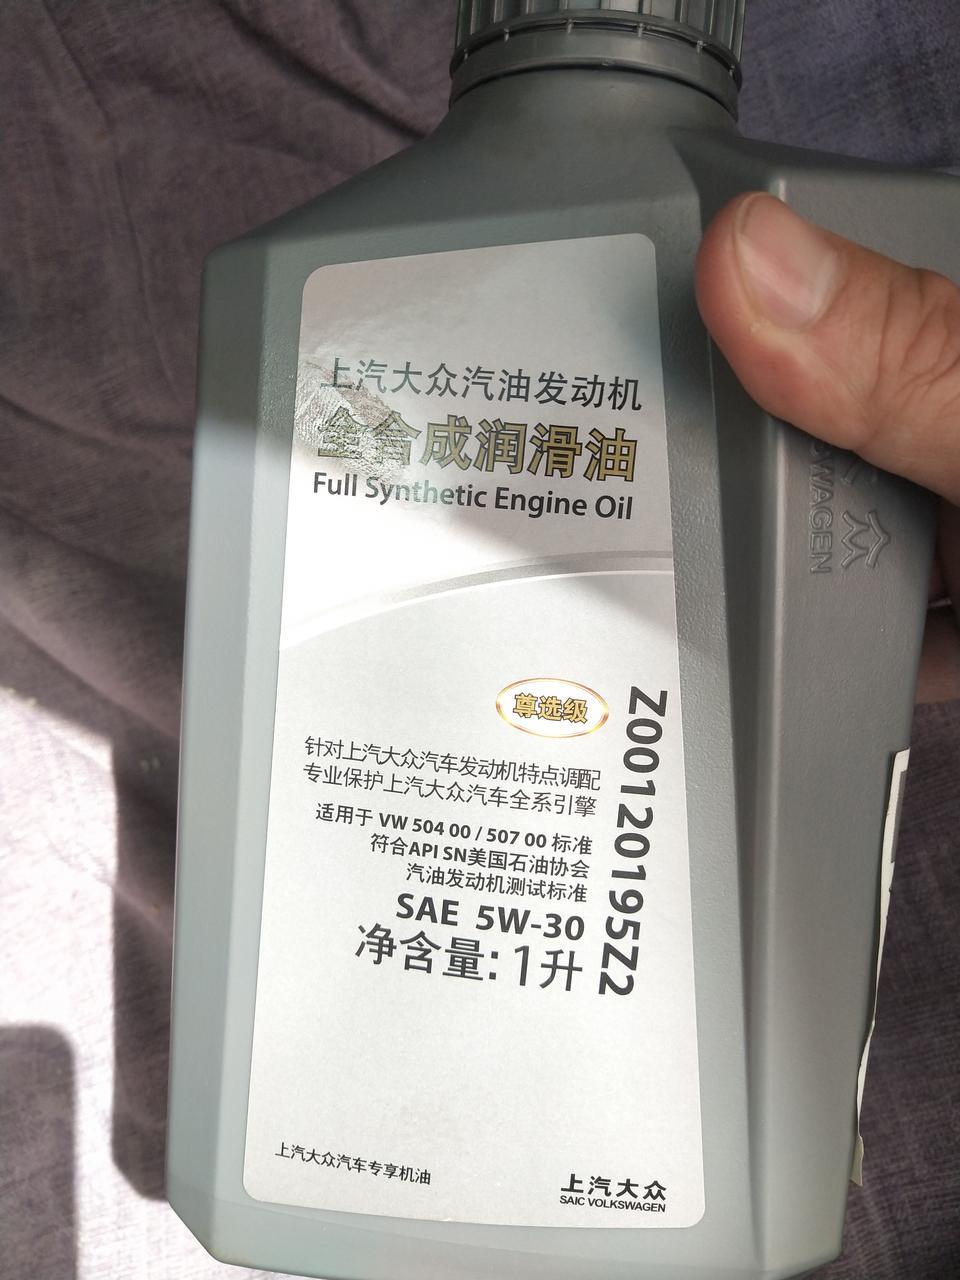 上汽大众汽油发动机
全合成润滑油
Full Synthetic Engine Oil
尊选级
针对上汽大众汽车发动机特点调配
专业保护上汽大众汽车全系引擎
适用于 VW 504 00 / 507 00 标准
符合API SN美国石油协会
汽油发动机测试标准
SAE 5W-30
净含量: 1升
Z00120195Z2
上汽大众汽车专享机油
上汽大众
SAIC VOLKSWAGEN
众
WAGEN